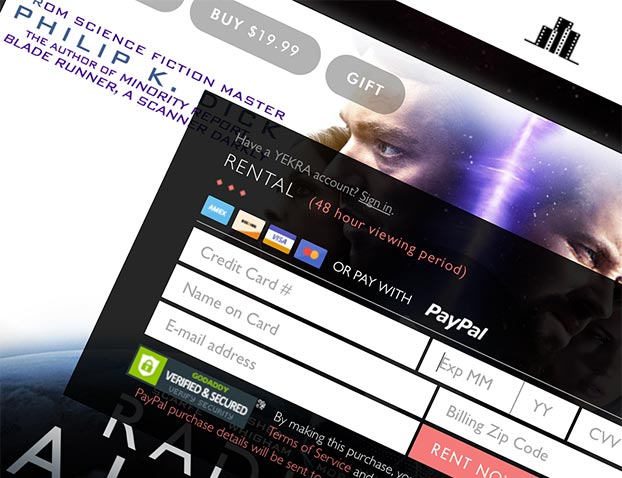 BUY $19.99
GIFT
ROM SCIENCE FICTION MASTER
PHILIP K. DICK
THE AUTHOR OF MINORITY REPORT,
BLADE RUNNER, A SCANNER DARKLY
Have a YEKRA account? Sign in.
RENTAL (48 hour viewing period)
AMEX
VISA
OR PAY WITH PayPal
Credit Card #
Name on Card
Exp MM
YY
E-mail address
Billing Zip Code
CVV
GODADDY
VERIFIED & SECURED
VERIFY SECURITY
By making this purchase, you
Terms of Service and
PayPal purchase details will be sent to
RENT NOW